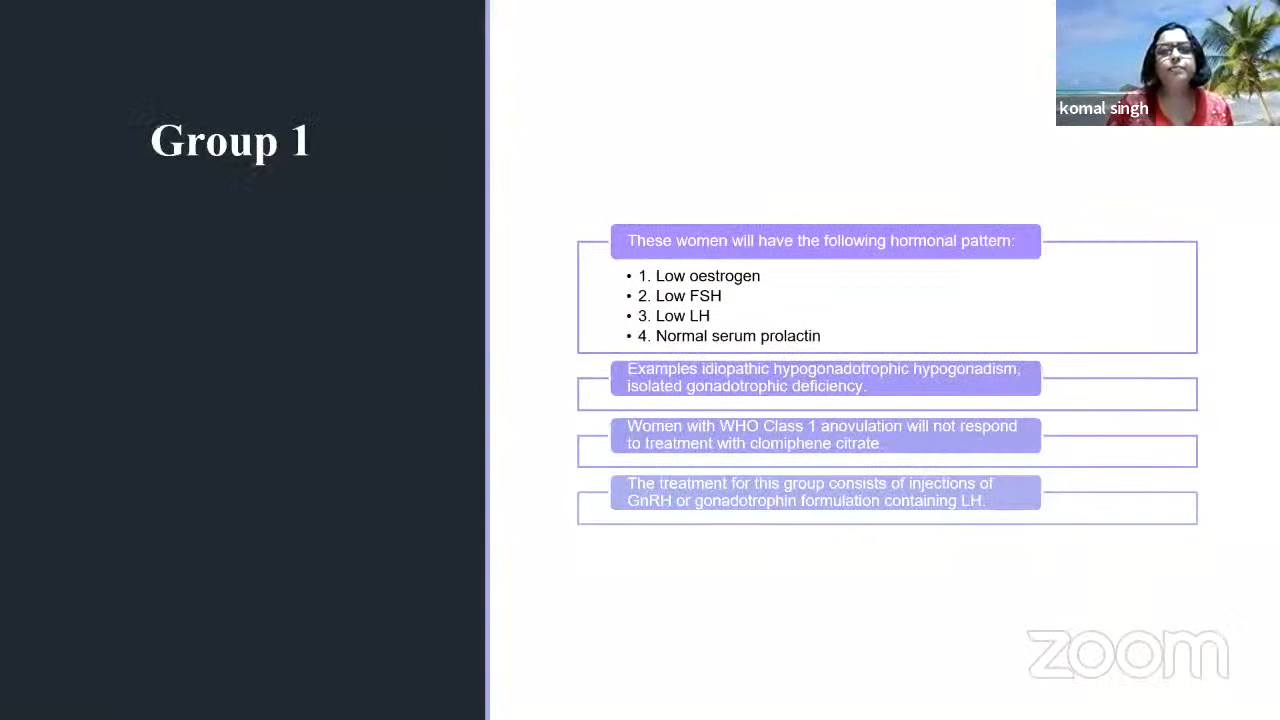 Group 1
komal singh
These women will have the following hormonal pattern:
• 1. Low oestrogen
• 2. Low FSH
• 3. Low LH
• 4. Normal serum prolactin
Examples idiopathic hypogonadotrophic hypogonadism,
isolated gonadotrophic deficiency.
Women with WHO Class 1 anovulation will not respond
to treatment with clomiphene citrate.
The treatment for this group consists of injections of
GnRH or gonadotrophin formulation containing LH.
zoom